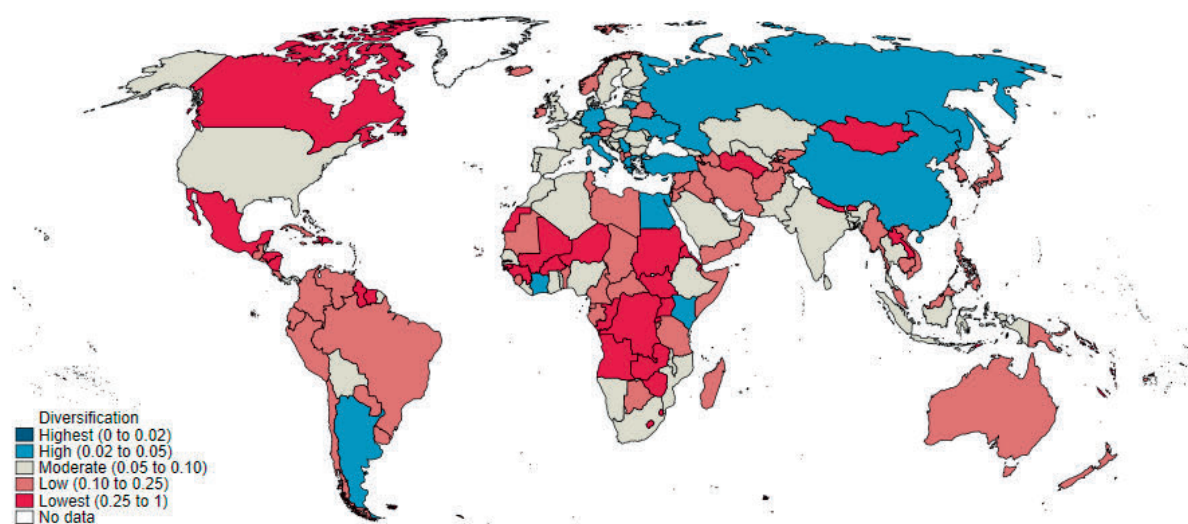 Diversification
Highest (0 to 0.02)
High (0.02 to 0.05)
Moderate (0.05 to 0.10)
Low (0.10 to 0.25)
Lowest (0.25 to 1)
No data